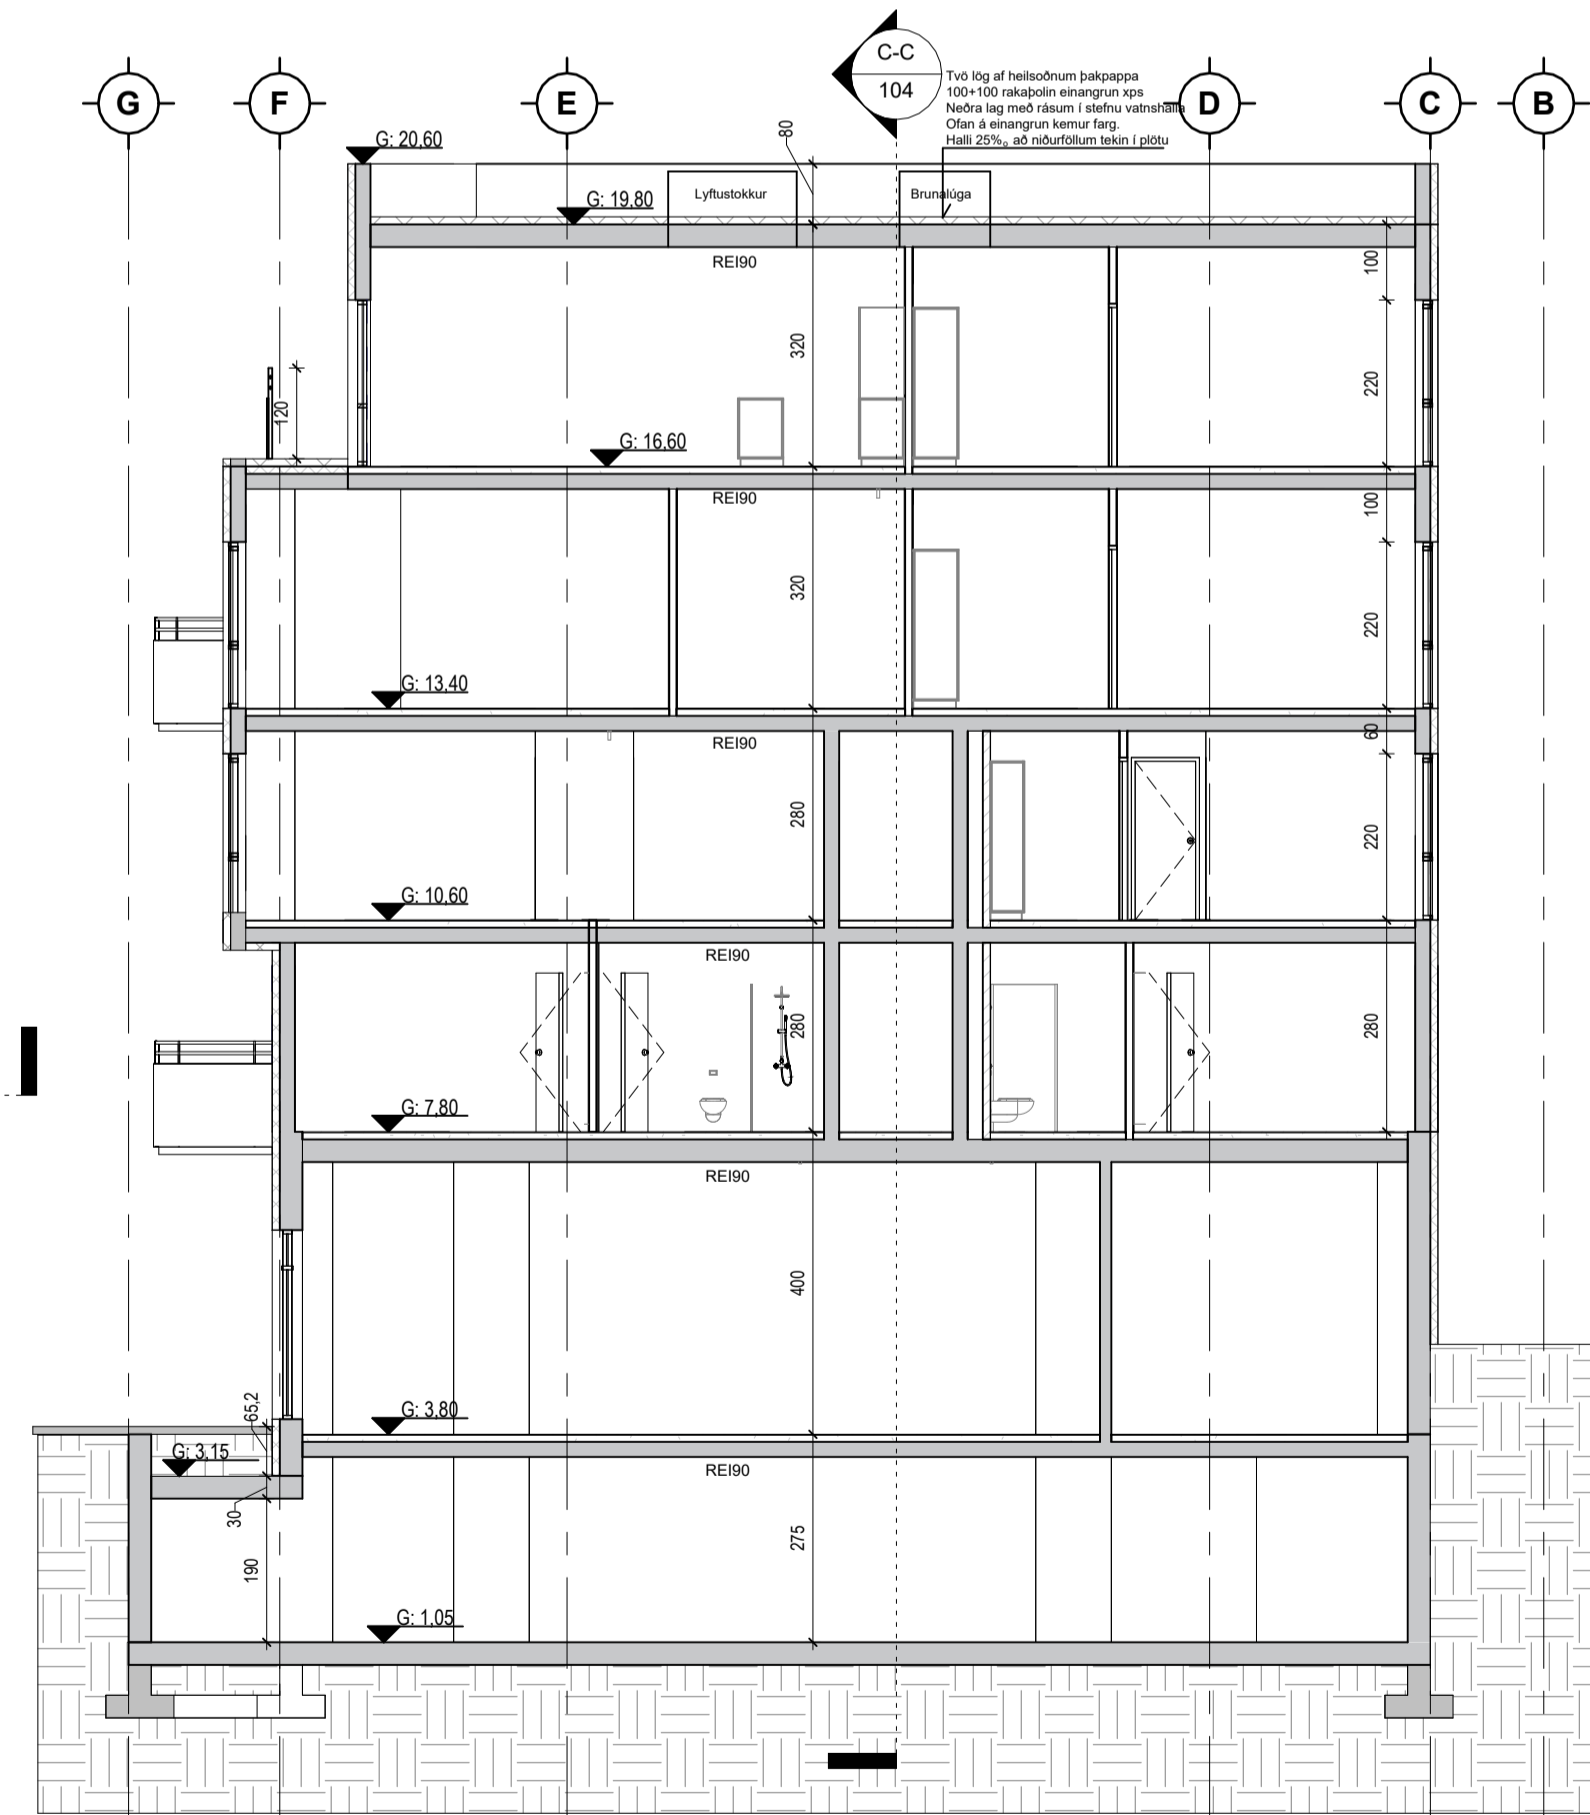 G
F
E
C-C
104
D
C
B
Tvö lög af heilsoðnum þakpappa
100+100 rakaþolin einangrun xps
Neðra lag með rásum í stefnu vatnshalla
Ofan á einangrun kemur farg.
Halli 25‰ að niðurföllum tekin í plötu
80
G: 20,60
G: 19,80
Lyftustokkur
Brunalúga
REI90
100
320
220
120
G: 16,60
REI90
100
320
220
G: 13,40
REI90
60
280
220
G: 10,60
REI90
280
280
G: 7,80
REI90
400
65,2
G: 3,80
G: 3,15
REI90
30
275
190
G: 1,05